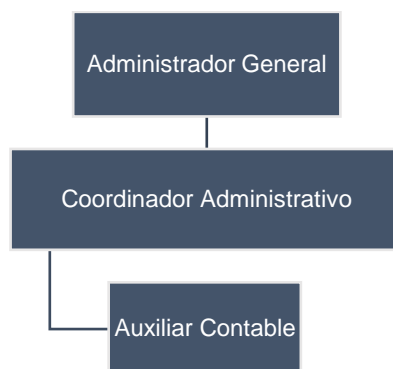 Administrador General
Coordinador Administrativo
Auxiliar Contable